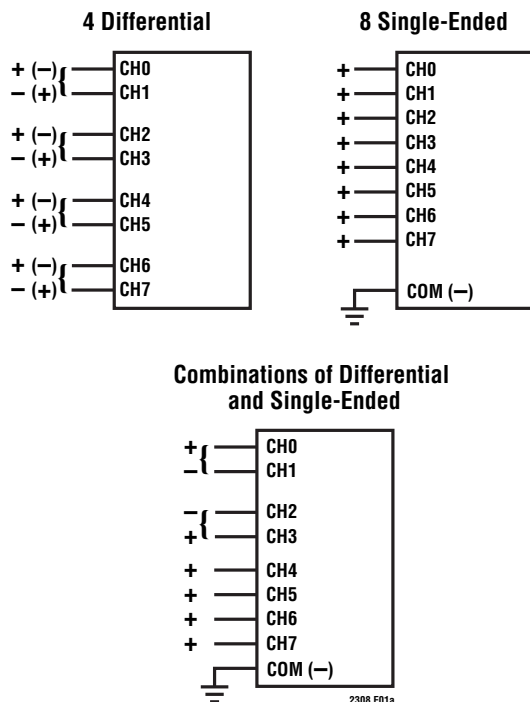 4 Differential
+ (–) { CH0
– (+) CH1
+ (–) { CH2
– (+) CH3
+ (–) { CH4
– (+) CH5
+ (–) { CH6
– (+) CH7
8 Single-Ended
+ CH0
+ CH1
+ CH2
+ CH3
+ CH4
+ CH5
+ CH6
+ CH7
COM (–)
Combinations of Differential
and Single-Ended
+ { CH0
– CH1
– { CH2
+ CH3
+ CH4
+ CH5
+ CH6
+ CH7
COM (–)
2308 F01a